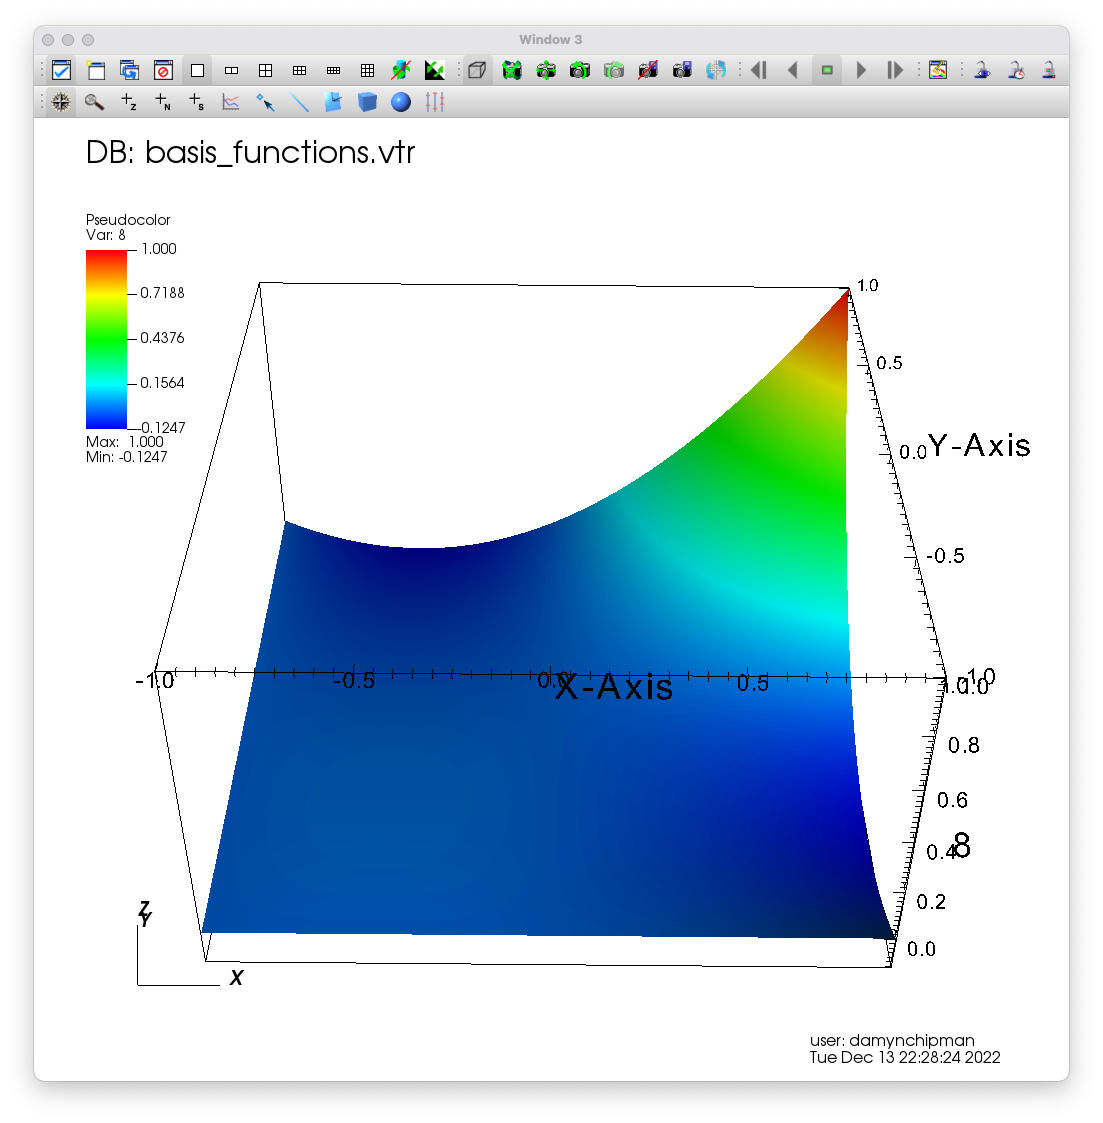 Window 3
DB: basis_functions.vtr
Pseudocolor
Var: 8
1.000
0.7188
0.4376
0.1564
-0.1247
Max: 1.000
Min: -0.1247
1.0
0.5
0.0
Y-Axis
-0.5
-1.0
-1.0
-0.5
0.0
X-Axis
0.5
1.0
1.0
0.8
0.6
0.4
8
0.2
0.0
Z
Y
X
user: damynchipman
Tue Dec 13 22:28:24 2022